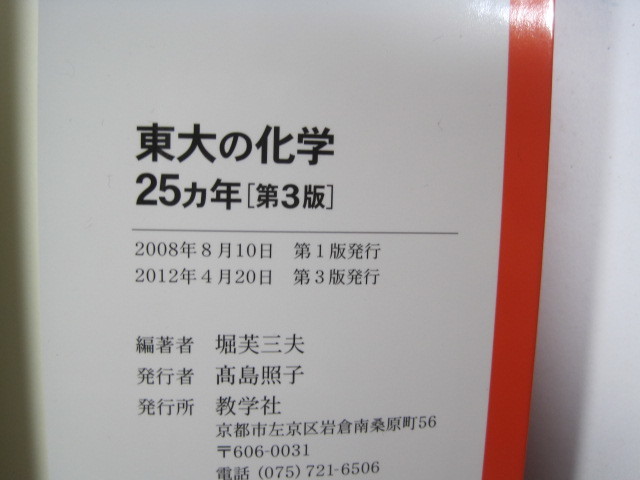 東大の化学
25カ年[第3版]
2008年8月10日　第1版発行
2012年4月20日　第3版発行
編著者　堀芙三夫
発行者　髙島照子
発行所　教学社
京都市左京区岩倉南桑原町56
〒606-0031
電話 (075) 721-6506